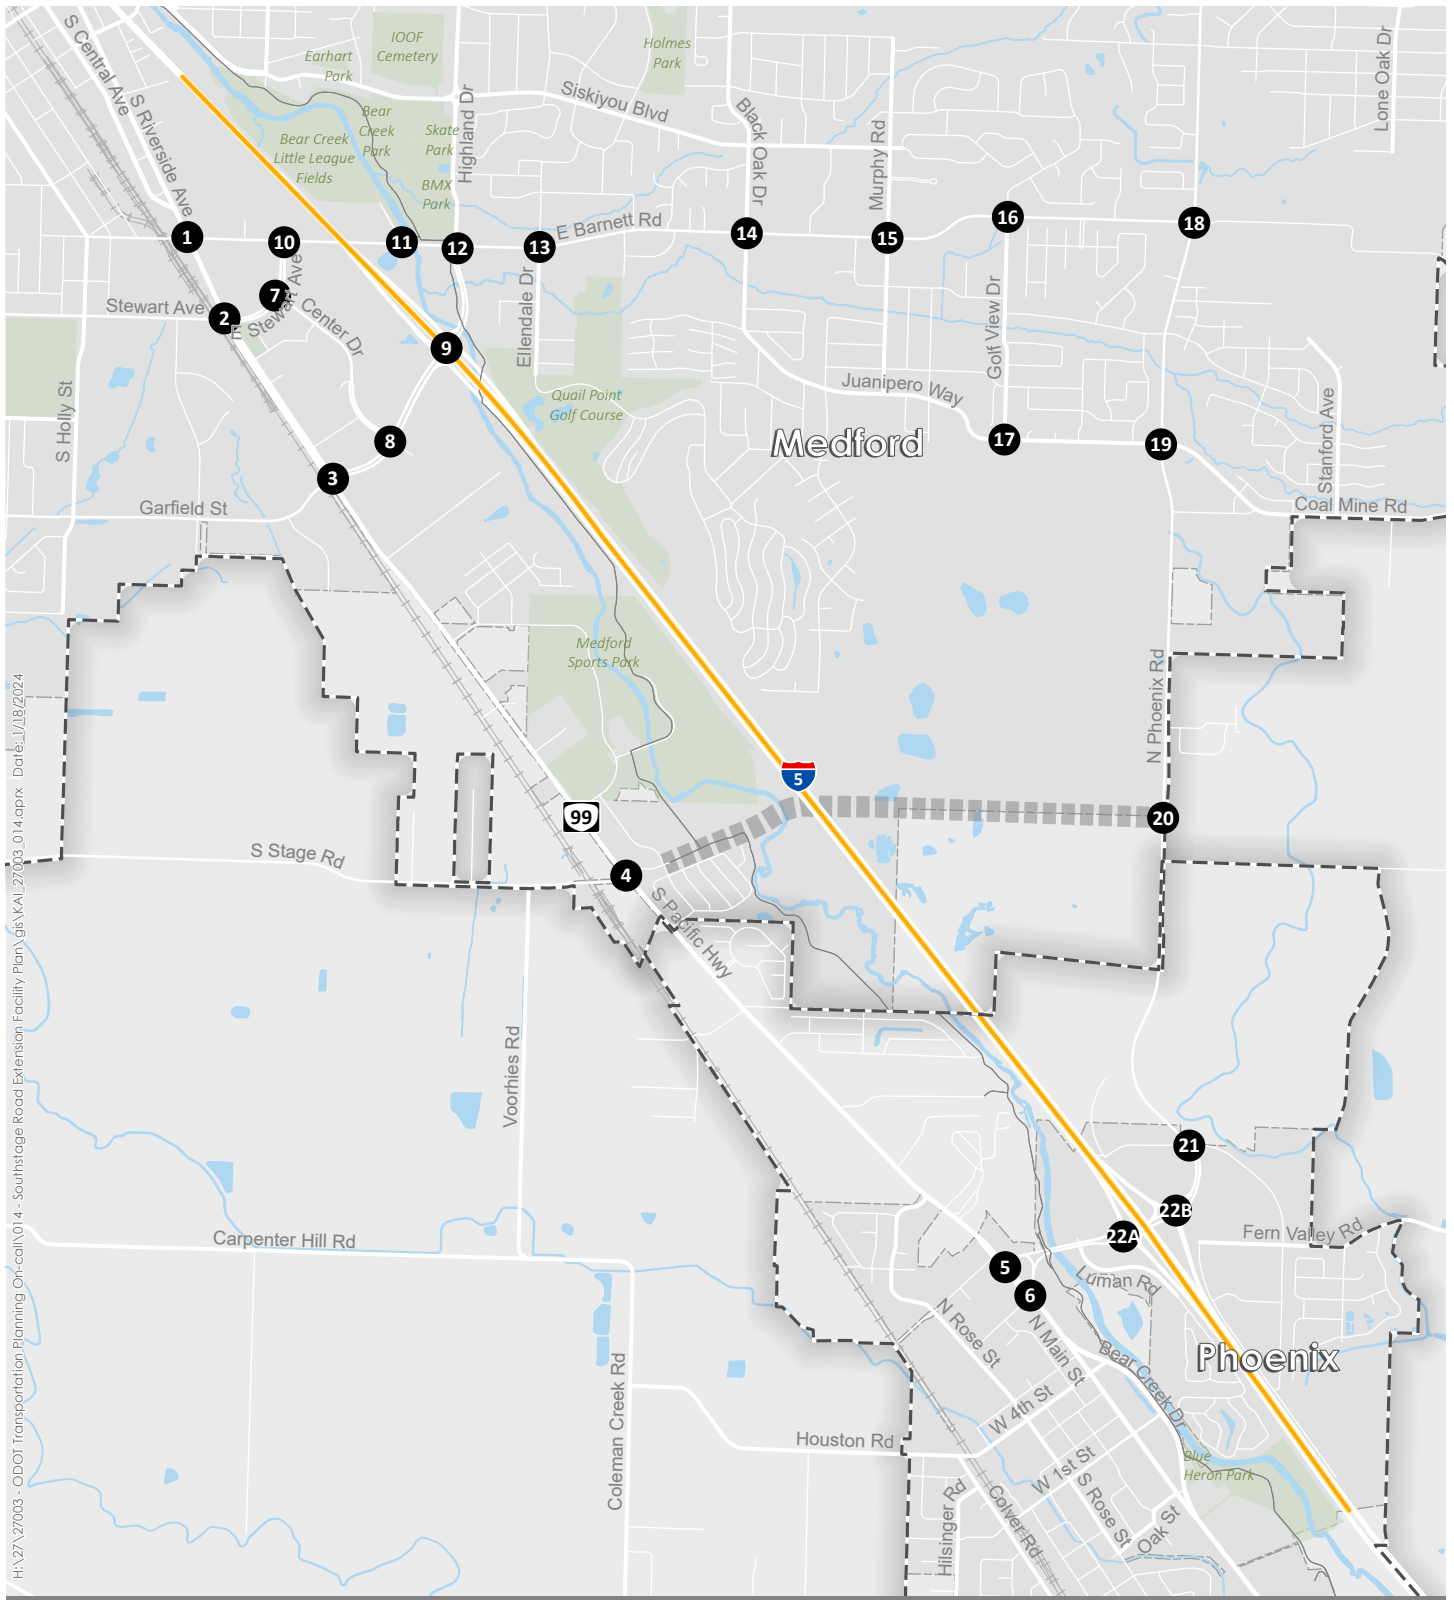 IOOF
Cemetery
Earhart
Park
Holmes
Park
S Central Ave
Lone Oak Dr
Siskiyou Blvd
Highland Dr
Black Oak Dr
Bear
Creek
Park
Skate
Park
Bear Creek
Little League
Fields
BMX
Park
S Riverside Ave
Murphy Rd
E Barnett Rd
1
10
11
12
13
14
15
16
18
Stewart Ave
2
7
E Stewart Ave
Center Dr
9
Ellendale Dr
Golf View Dr
Quail Point
Golf Course
Juanipero Way
Medford
S Holly St
8
3
17
19
Stanford Ave
Garfield St
Coal Mine Rd
Medford
Sports Park
N Phoenix Rd
5
99
20
S Stage Rd
4
S Pacific Hwy
Voorhies Rd
21
22B
22A
Carpenter Hill Rd
Fern Valley Rd
5
6
Luman Rd
N Rose St
N Main St
Phoenix
Bear Creek Dr
Coleman Creek Rd
W 4th St
Houston Rd
W 1st St
Blue
Heron Park
S Rose St
Hilsinger Rd
Colver Rd
Oak St
H:\27\27003 - ODOT Transportation Planning On-call\014 - Southstage Road Extension Facility Plan\gis\KAI_27003_014.aprx Date: 1/18/2024